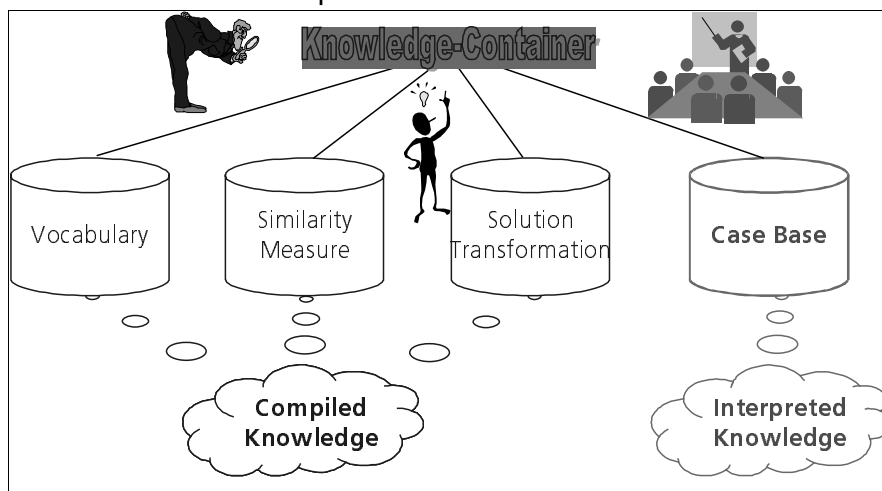 Knowledge-Container
Vocabulary
Similarity
Measure
Solution
Transformation
Case Base
Compiled
Knowledge
Interpreted
Knowledge